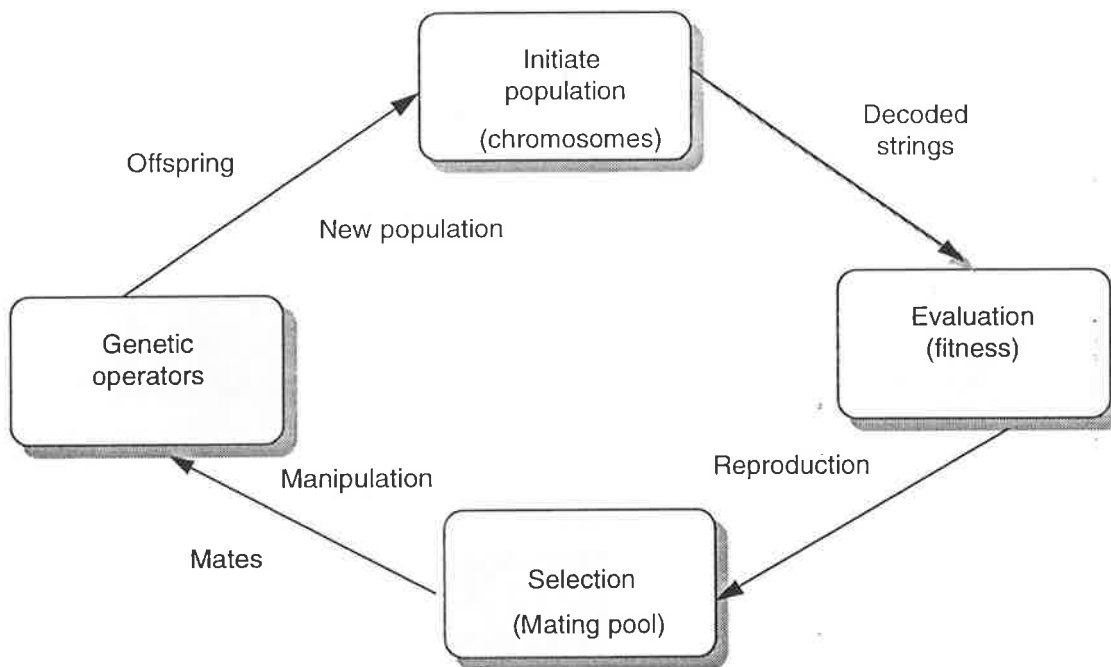 Initiate
population
(chromosomes)
Decoded
strings
Offspring
New population
Evaluation
(fitness)
Genetic
operators
Reproduction
Manipulation
Mates
Selection
(Mating pool)